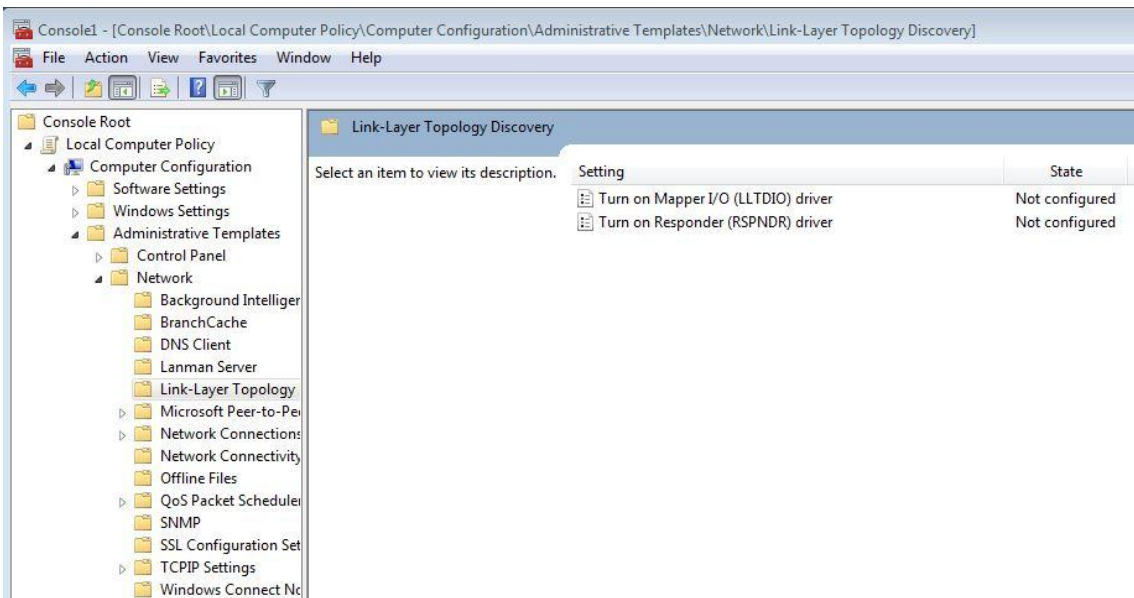 Console1 - [Console Root\Local Computer Policy\Computer Configuration\Administrative Templates\Network\Link-Layer Topology Discovery]
File Action View Favorites Window Help
Console Root
Local Computer Policy
Computer Configuration
Software Settings
Windows Settings
Administrative Templates
Control Panel
Network
Background Intelliger
BranchCache
DNS Client
Lanman Server
Link-Layer Topology
Microsoft Peer-to-Pe
Network Connections
Network Connectivity
Offline Files
QoS Packet Scheduler
SNMP
SSL Configuration Set
TCPIP Settings
Windows Connect No
Link-Layer Topology Discovery
Select an item to view its description.
Setting State
Turn on Mapper I/O (LLTDIO) driver Not configured
Turn on Responder (RSPNDR) driver Not configured